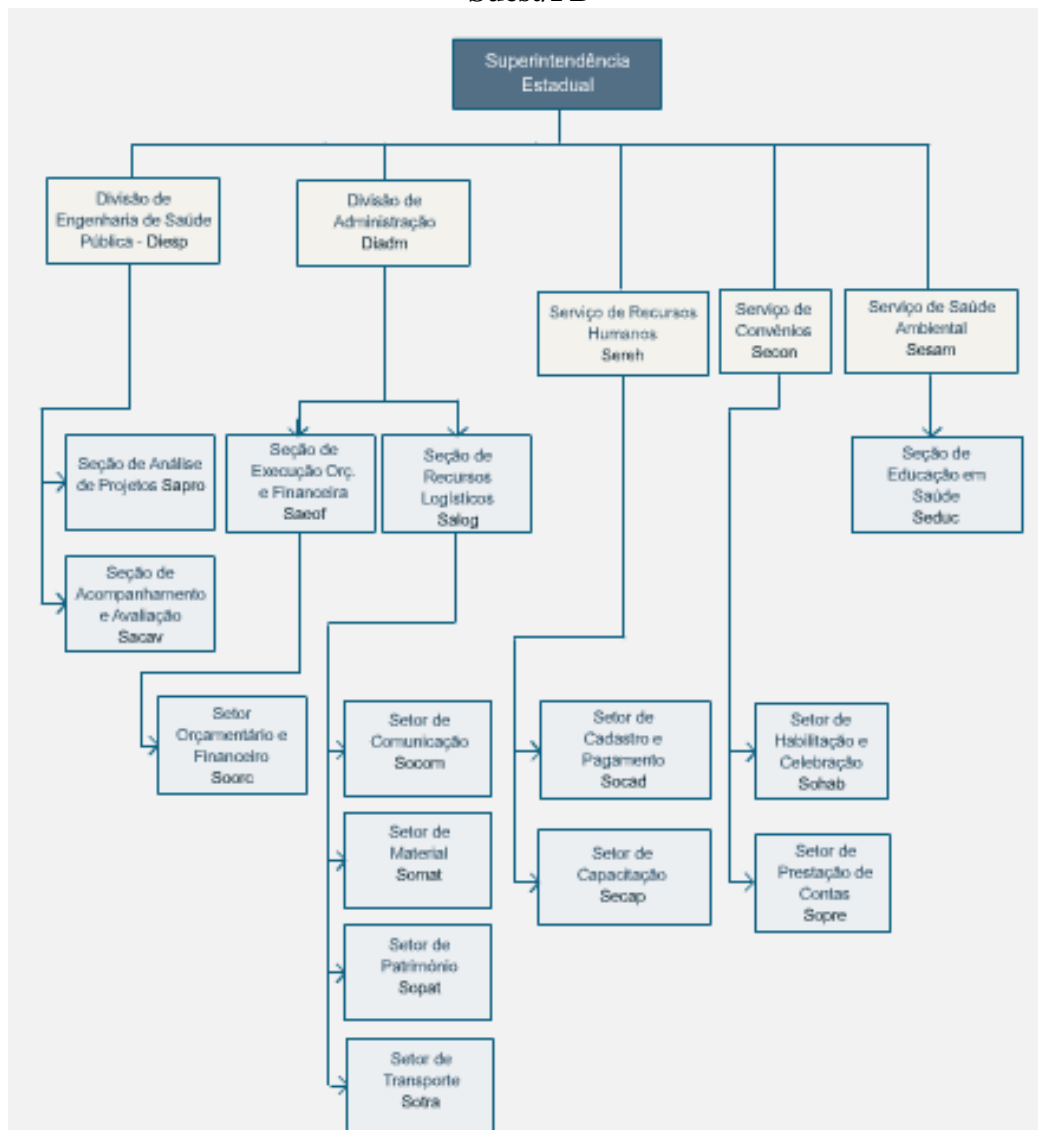 Superintendência
Estadual
Divisão de
Engenharia de Saúde
Pública - Diesp
Divisão de
Administração
Diadm
Serviço de Recursos
Humanos
Sereh
Serviço de
Convênios
Secon
Serviço de Saúde
Ambiental
Sesam
Seção de Análise
de Projetos Sapro
Seção de
Execução Orç.
e Financeira
Saeof
Seção de
Recursos
Logísticos
Salog
Seção de
Educação em
Saúde
Seduc
Seção de
Acompanhamento
e Avaliação
Sacav
Setor
Orçamentário e
Financeiro
Soorc
Setor de
Comunicação
Socom
Setor de
Cadastro e
Pagamento
Socad
Setor de
Habilitação e
Celebração
Sohab
Setor de
Material
Somat
Setor de
Capacitação
Secap
Setor de
Prestação de
Contas
Sopre
Setor de
Patrimônio
Sopat
Setor de
Transporte
Sotra